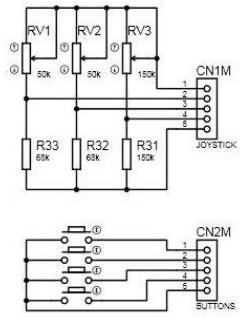 RV1 RV2 RV3
50k 50k 150k
CN1M
1
2
3
4
5
JOYSTICK
R33 R32 R31
68k 68k 150k
CN2M
1
2
3
4
5
BUTTONS